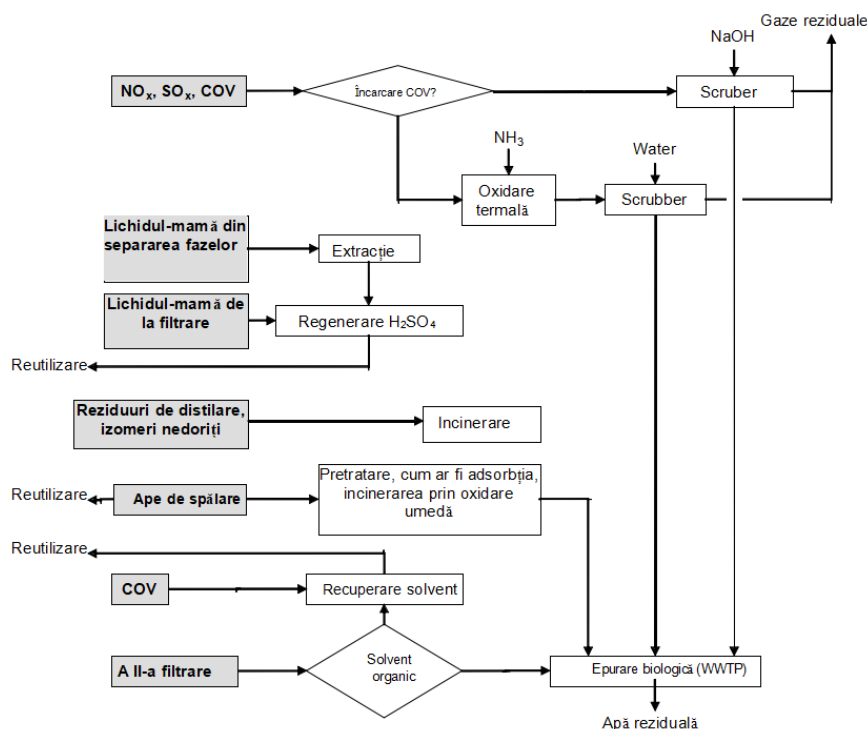 Gaze reziduale
NaOH
NOx, SOx, COV
Încarcare COV?
Scruber
NH3
Water
Oxidare
termală
Scrubber
Lichidul-mamă din
separarea fazelor
Extracție
Lichidul-mamă de
la filtrare
Regenerare H2SO4
Reutilizare
Reziduuri de distilare,
izomeri nedoriți
Incinerare
Pretratare, cum ar fi adsorbția,
incinerarea prin oxidare
umedă
Reutilizare
Ape de spălare
Reutilizare
COV
Recuperare solvent
Solvent
organic
A II-a filtrare
Epurare biologică (WWTP)
Apă reziduală